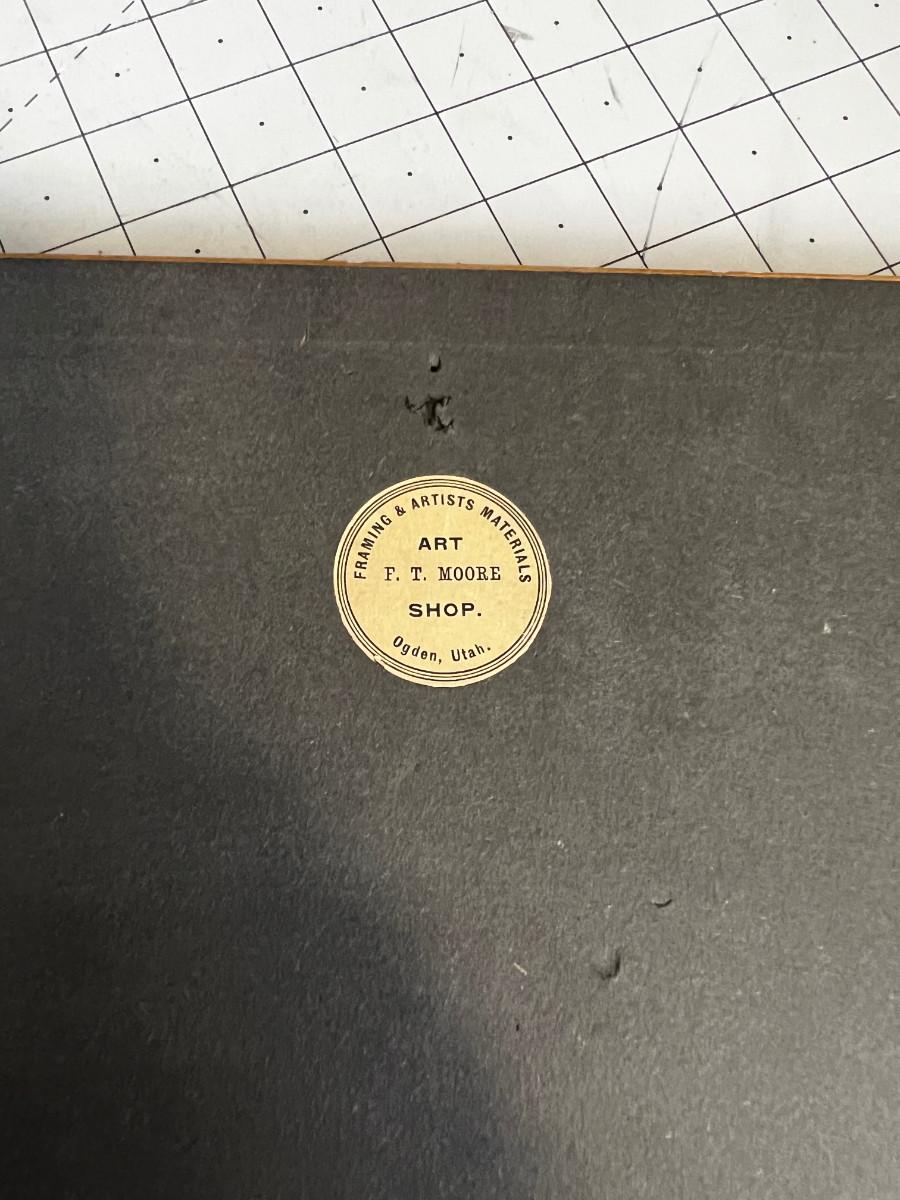 FRAMING & ARTISTS MATERIALS
ART
F. T. MOORE
SHOP.
Ogden, Utah.